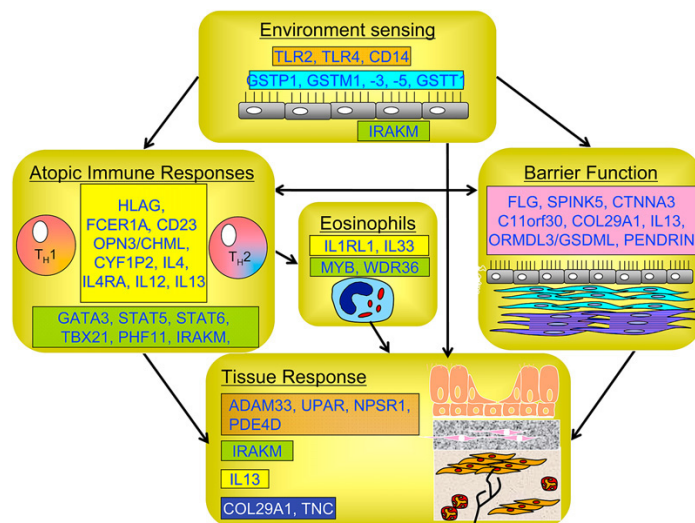 Environment sensing
TLR2, TLR4, CD14
GSTP1, GSTM1, -3, -5, GSTT1
IRAKM
Atopic Immune Responses
HLAG,
FCER1A, CD23
OPN3/CHML,
CYF1P2, IL4,
IL4RA, IL12, IL13
TH1
TH2
GATA3, STAT5, STAT6,
TBX21, PHF11, IRAKM,
Eosinophils
IL1RL1, IL33
MYB, WDR36
Barrier Function
FLG, SPINK5, CTNNA3
C11orf30, COL29A1, IL13,
ORMDL3/GSDML, PENDRIN
Tissue Response
ADAM33, UPAR, NPSR1,
PDE4D
IRAKM
IL13
COL29A1, TNC